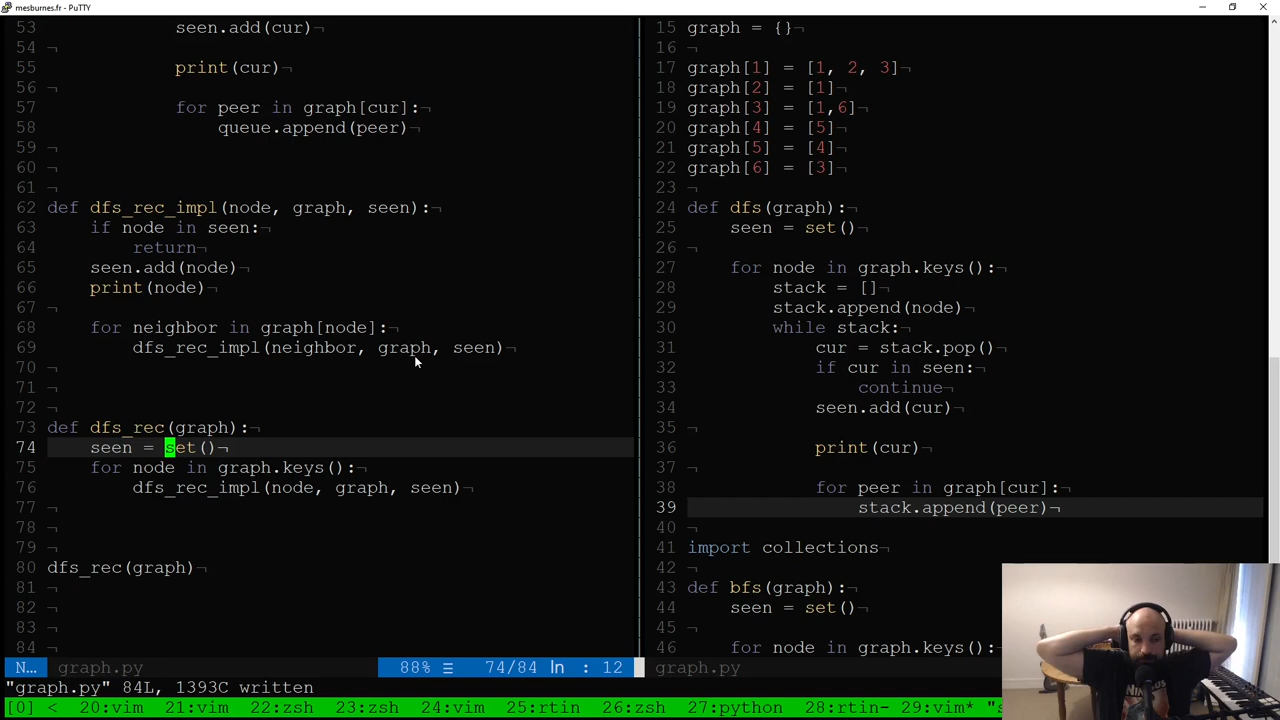 mesburnes.fr - PuTTY
53 seen.add(cur)¬
54 ¬
55 print(cur)¬
56 ¬
57 for peer in graph[cur]:¬
58 queue.append(peer)¬
59 ¬
60 ¬
61 ¬
62 def dfs_rec_impl(node, graph, seen):¬
63 if node in seen:¬
64 return¬
65 seen.add(node)¬
66 print(node)¬
67 ¬
68 for neighbor in graph[node]:¬
69 dfs_rec_impl(neighbor, graph, seen)¬
70 ¬
71 ¬
72 ¬
73 def dfs_rec(graph):¬
74 seen = set()¬
75 for node in graph.keys():¬
76 dfs_rec_impl(node, graph, seen)¬
77 ¬
78 ¬
79 ¬
80 dfs_rec(graph)¬
81 ¬
82 ¬
83 ¬
84 ¬
N... graph.py 88% ☰ 74/84 ln : 12
15 graph = {}¬
16 ¬
17 graph[1] = [1, 2, 3]¬
18 graph[2] = [1]¬
19 graph[3] = [1,6]¬
20 graph[4] = [5]¬
21 graph[5] = [4]¬
22 graph[6] = [3]¬
23 ¬
24 def dfs(graph):¬
25 seen = set()¬
26 ¬
27 for node in graph.keys():¬
28 stack = []¬
29 stack.append(node)¬
30 while stack:¬
31 cur = stack.pop()¬
32 if cur in seen:¬
33 continue¬
34 seen.add(cur)¬
35 ¬
36 print(cur)¬
37 ¬
38 for peer in graph[cur]:¬
39 stack.append(peer)¬
40 ¬
41 import collections¬
42 ¬
43 def bfs(graph):¬
44 seen = set()¬
45 ¬
46 for node in graph.keys():¬
graph.py
"graph.py" 84L, 1393C written
[0] < 20:vim 21:vim 22:zsh 23:zsh 24:vim 25:rtin 26:zsh 27:python 28:rtin- 29:vim* "s